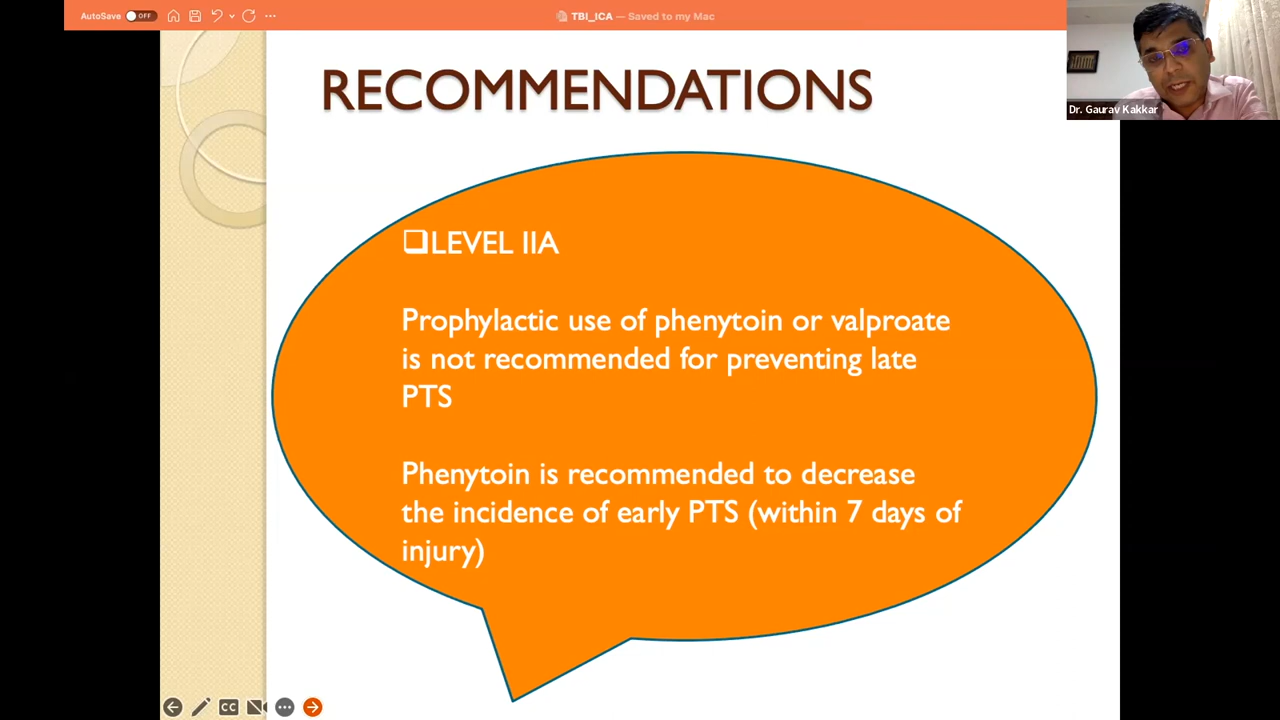 AutoSave OFF
TBI_ICA — Saved to my Mac
Dr. Gaurav Kakkar
RECOMMENDATIONS
LEVEL IIA
Prophylactic use of phenytoin or valproate
is not recommended for preventing late
PTS
Phenytoin is recommended to decrease
the incidence of early PTS (within 7 days of
injury)
CC